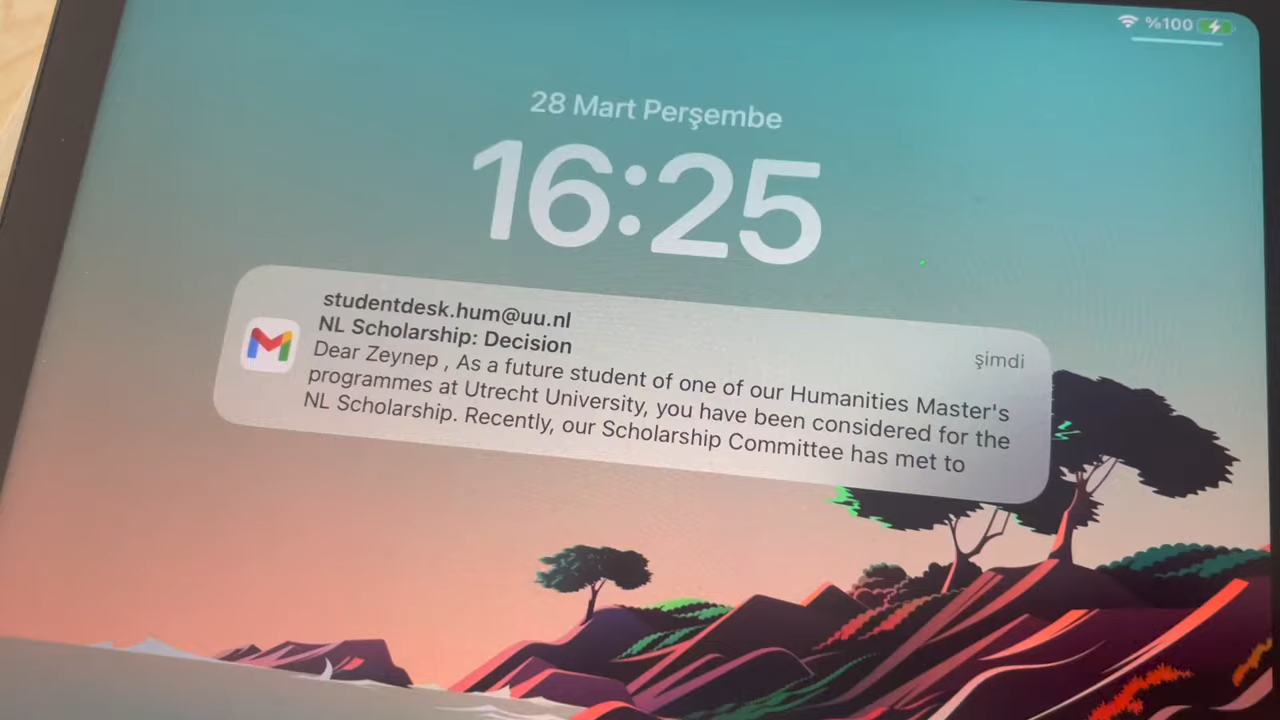 %100
28 Mart Perşembe
16:25
studentdesk.hum@uu.nl
NL Scholarship: Decision
şimdi
Dear Zeynep , As a future student of one of our Humanities Master's
programmes at Utrecht University, you have been considered for the
NL Scholarship. Recently, our Scholarship Committee has met to